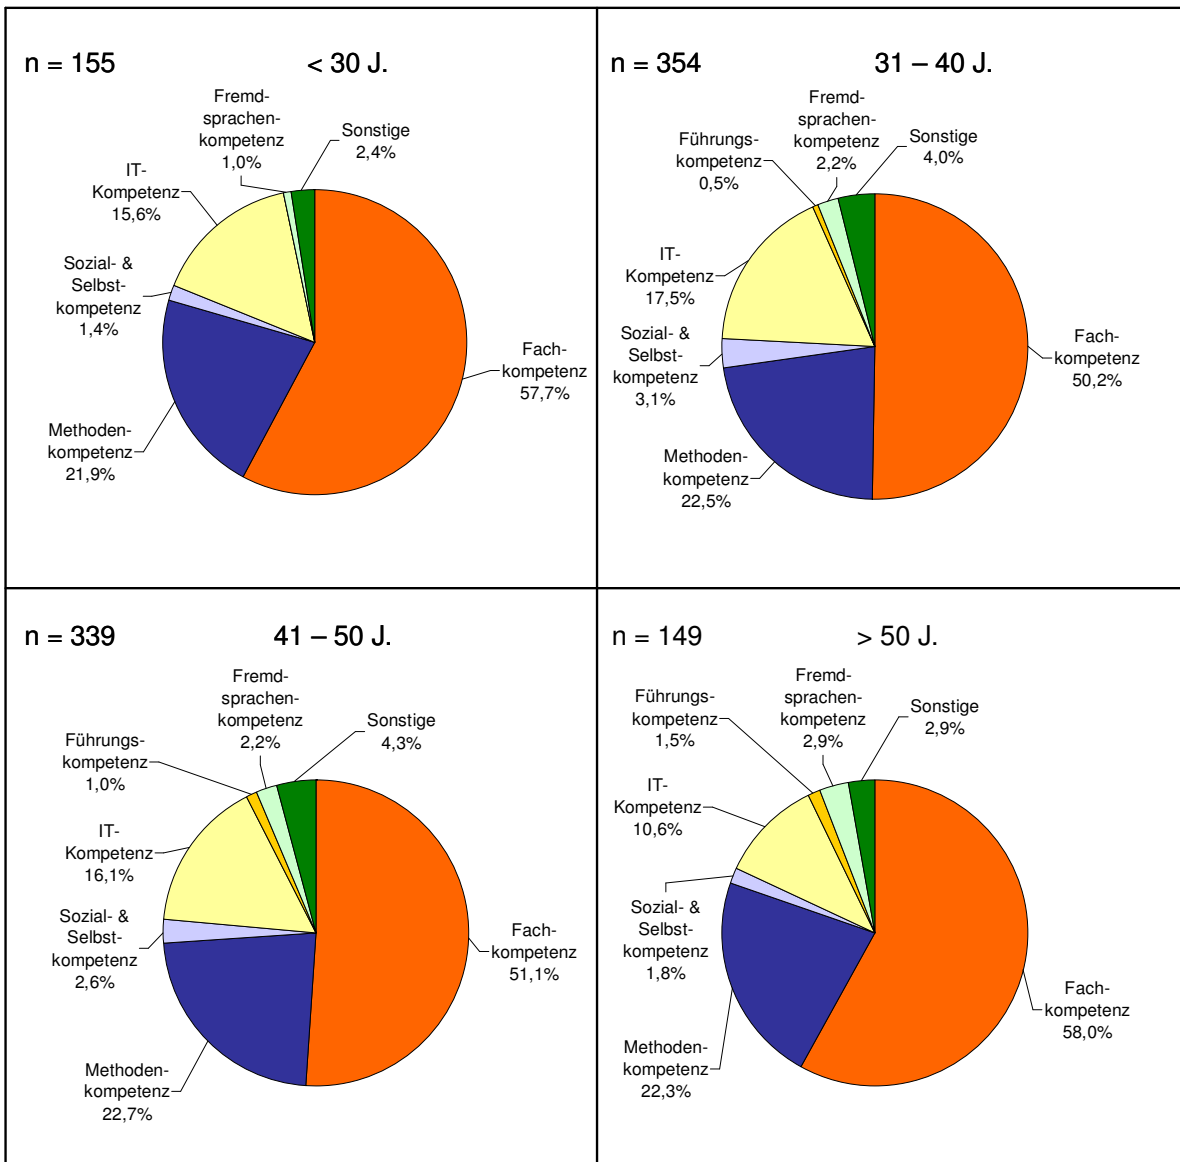 n = 155
< 30 J.
Fremd-
sprachen-
kompetenz
1,0%
Sonstige
2,4%
IT-
Kompetenz
15,6%
Sozial- &
Selbst-
kompetenz
1,4%
Fach-
kompetenz
57,7%
Methoden-
kompetenz
21,9%
n = 354
31 – 40 J.
Fremd-
sprachen-
kompetenz
2,2%
Führungs-
kompetenz
0,5%
Sonstige
4,0%
IT-
Kompetenz
17,5%
Sozial- &
Selbst-
kompetenz
3,1%
Fach-
kompetenz
50,2%
Methoden-
kompetenz
22,5%
n = 339
41 – 50 J.
Fremd-
sprachen-
kompetenz
2,2%
Sonstige
4,3%
Führungs-
kompetenz
1,0%
IT-
Kompetenz
16,1%
Sozial- &
Selbst-
kompetenz
2,6%
Fach-
kompetenz
51,1%
Methoden-
kompetenz
22,7%
n = 149
> 50 J.
Fremd-
sprachen-
kompetenz
2,9%
Führungs-
kompetenz
1,5%
Sonstige
2,9%
IT-
Kompetenz
10,6%
Sozial- &
Selbst-
kompetenz
1,8%
Fach-
kompetenz
58,0%
Methoden-
kompetenz
22,3%